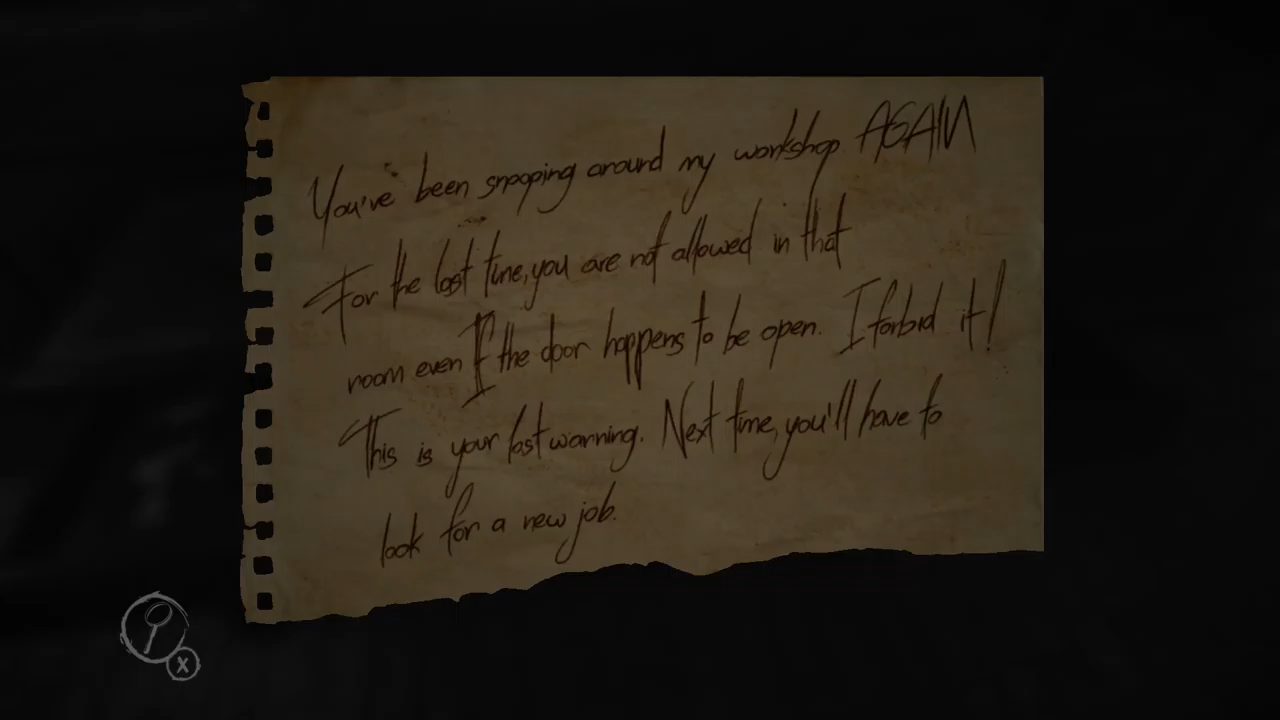 You've been snooping around my workshop AGAIN
For the last time, you are not allowed in that
room even If the door happens to be open. I forbid it!
This is your last warning. Next time, you'll have to
look for a new job.
X